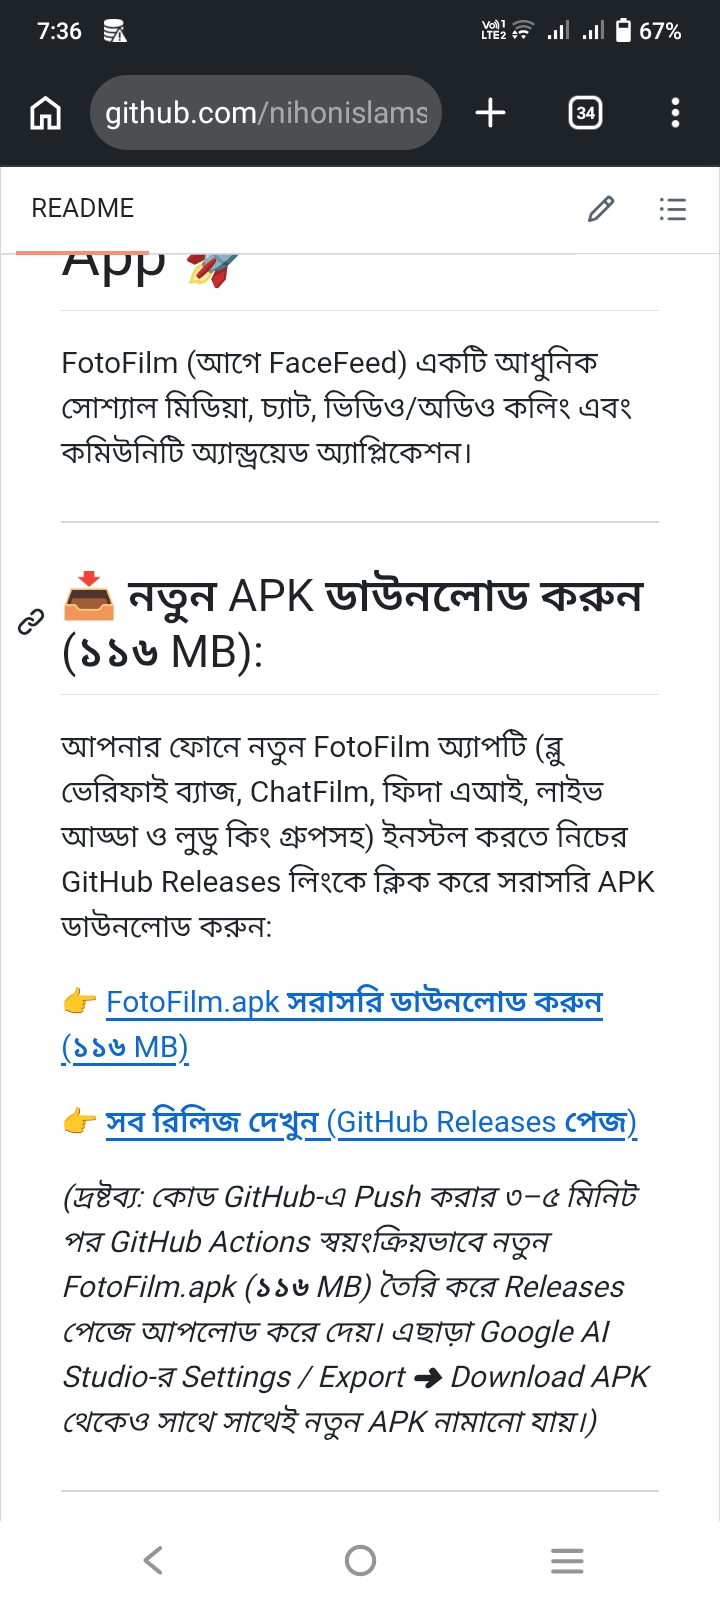 7:36
Vo)) 1
LTE2
67%
github.com/nihonislams
34
README
App 🚀
FotoFilm (আগে FaceFeed) একটি আধুনিক
সোশ্যাল মিডিয়া, চ্যাট, ভিডিও/অডিও কলিং এবং
কমিউনিটি অ্যান্ড্রয়েড অ্যাপ্লিকেশন।
📥 নতুন APK ডাউনলোড করুন
(১১৬ MB):
আপনার ফোনে নতুন FotoFilm অ্যাপটি (ব্লু
ভেরিফাই ব্যাজ, ChatFilm, ফিদা এআই, লাইভ
আড্ডা ও লুডু কিং গ্রুপসহ) ইনস্টল করতে নিচের
GitHub Releases লিংকে ক্লিক করে সরাসরি APK
ডাউনলোড করুন:
👉 FotoFilm.apk সরাসরি ডাউনলোড করুন
(১১৬ MB)
👉 সব রিলিজ দেখুন (GitHub Releases পেজ)
(দ্রষ্টব্য: কোড GitHub-এ Push করার ৩–৫ মিনিট
পর GitHub Actions স্বয়ংক্রিয়ভাবে নতুন
FotoFilm.apk (১১৬ MB) তৈরি করে Releases
পেজে আপলোড করে দেয়। এছাড়া Google AI
Studio-র Settings / Export ➔ Download APK
থেকেও সাথে সাথেই নতুন APK নামানো যায়।)